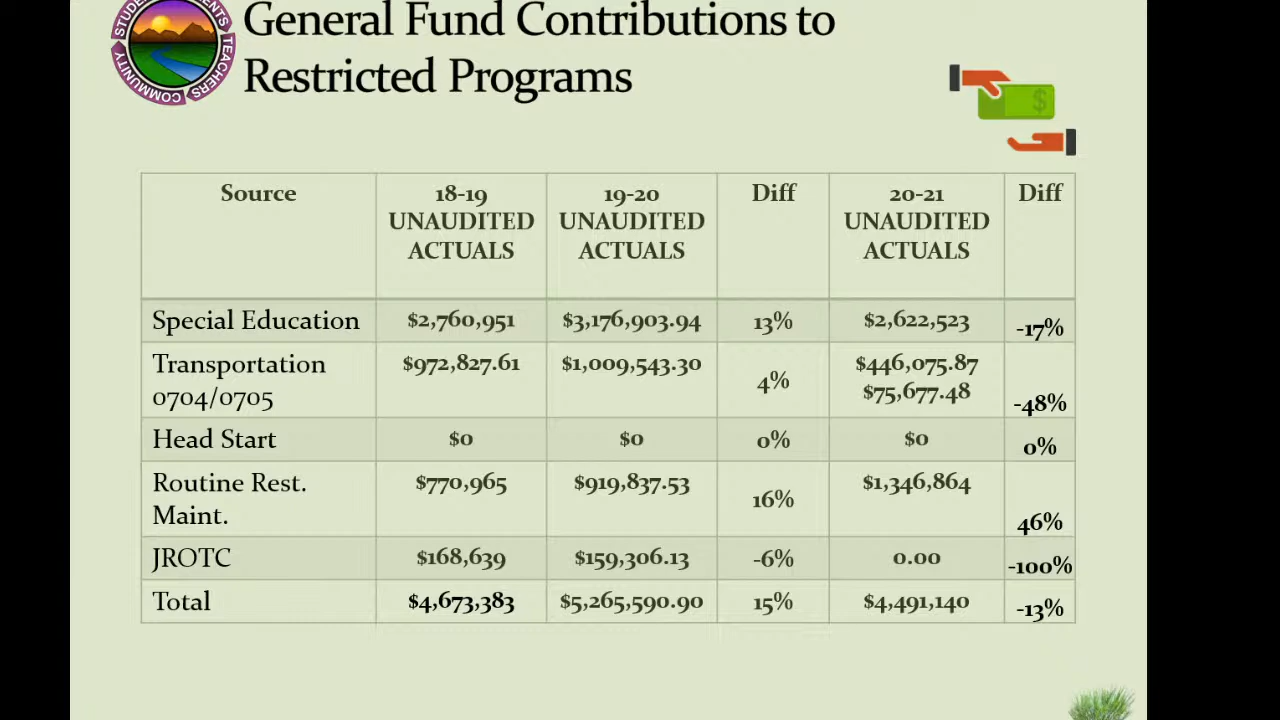 General Fund Contributions to
Restricted Programs
TEACHERS
COMMUNITY
$
Source
18-19
UNAUDITED
ACTUALS
19-20
UNAUDITED
ACTUALS
Diff
20-21
UNAUDITED
ACTUALS
Diff
Special Education
$2,760,951
$3,176,903.94
13%
$2,622,523
-17%
Transportation
0704/0705
$972,827.61
$1,009,543.30
4%
$446,075.87
$75,677.48
-48%
Head Start
$0
$0
0%
$0
0%
Routine Rest.
Maint.
$770,965
$919,837.53
16%
$1,346,864
46%
JROTC
$168,639
$159,306.13
-6%
0.00
-100%
Total
$4,673,383
$5,265,590.90
15%
$4,491,140
-13%